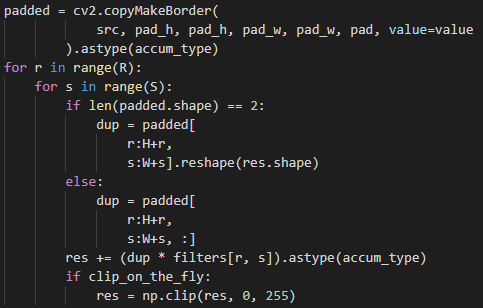 padded = cv2.copyMakeBorder(
            src, pad_h, pad_h, pad_w, pad_w, pad, value=value
        ).astype(accum_type)
for r in range(R):
    for s in range(S):
        if len(padded.shape) == 2:
            dup = padded[
                r:H+r,
                s:W+s].reshape(res.shape)
        else:
            dup = padded[
                r:H+r,
                s:W+s, :]
        res += (dup * filters[r, s]).astype(accum_type)
        if clip_on_the_fly:
            res = np.clip(res, 0, 255)